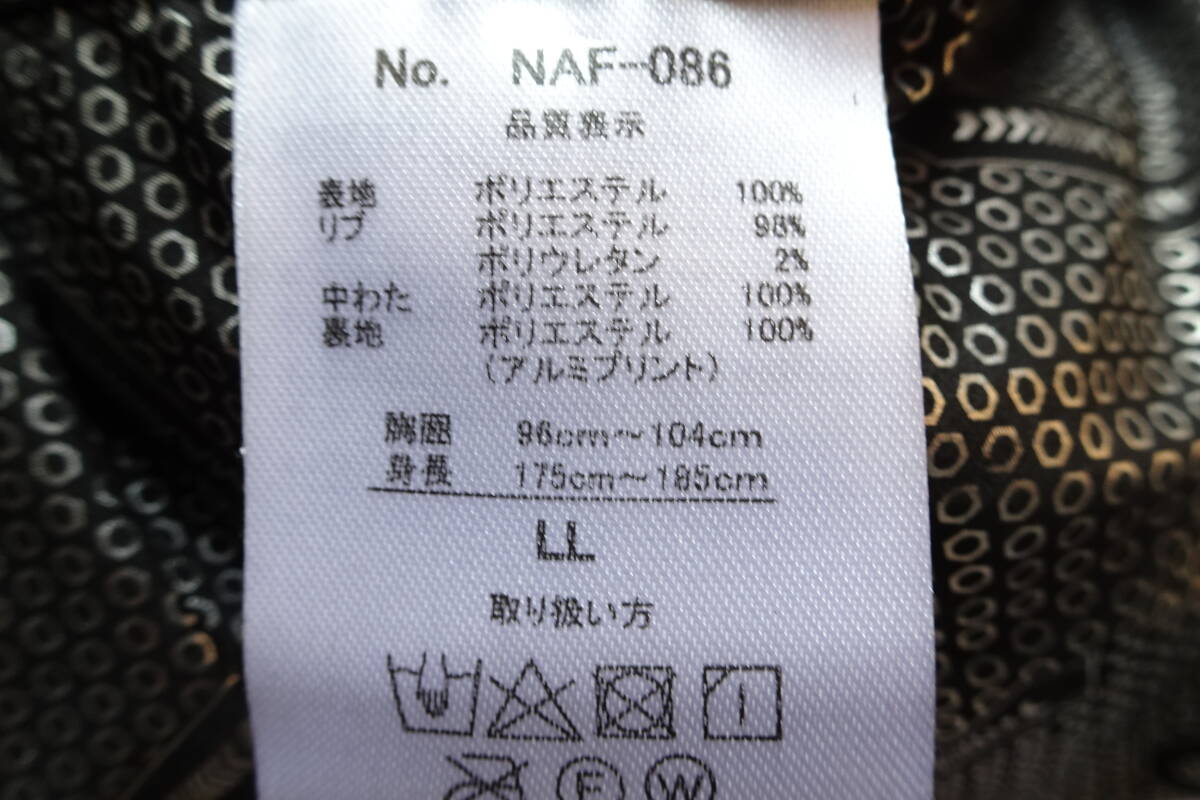 No. NAF-086
品質表示
表地 ポリエステル 100%
リブ ポリエステル 98%
ポリウレタン 2%
中わた ポリエステル 100%
裏地 ポリエステル 100%
(アルミプリント)
胸囲 96cm～104cm
身長 175cm～185cm
LL
取り扱い方
F W